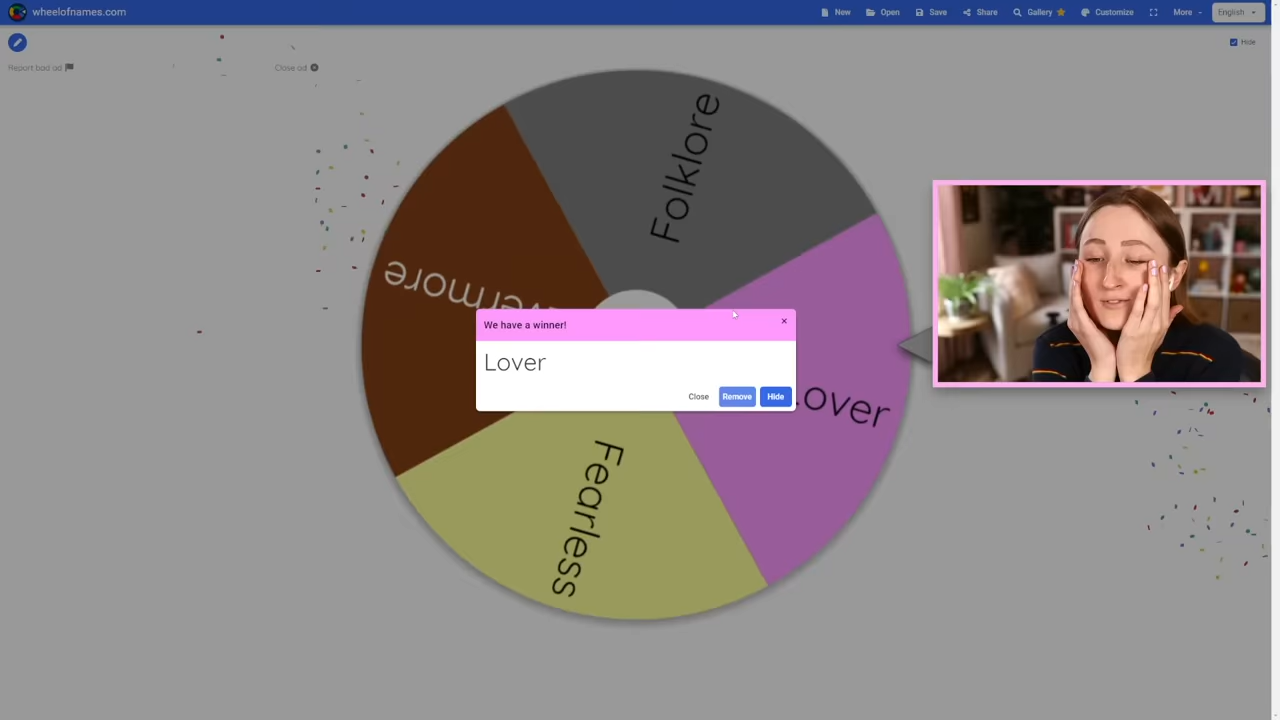 wheelofnames.com
New
Open
Save
Share
Gallery
Customize
More
English
Hide
Report bad ad
Close ad
Folklore
We have a winner!
Lover
Close
Remove
Hide
Fearless